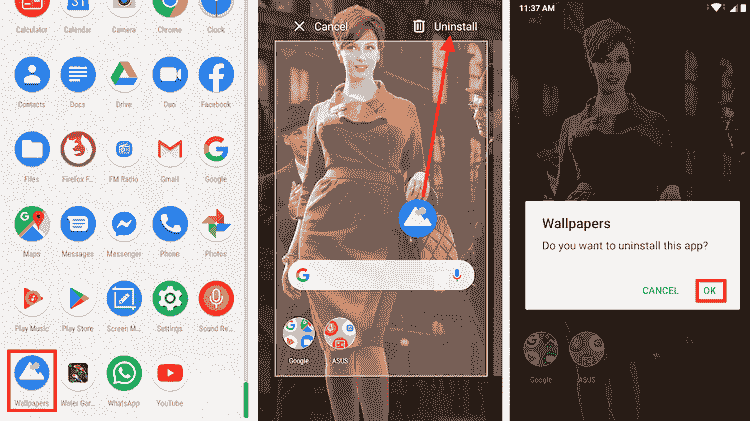 Calculator Calendar Camera Chrome Clock
Contacts Docs Drive Duo Facebook
Files Firefox F... FM Radio Gmail Google
Maps Messages Messenger Phone Photos
Play Music Play Store Screen M... Settings Sound Re...
Wallpapers Water Gar... WhatsApp YouTube
Cancel Uninstall
Google ASUS
11:37 AM
Wallpapers
Do you want to uninstall this app?
CANCEL OK
Google ASUS